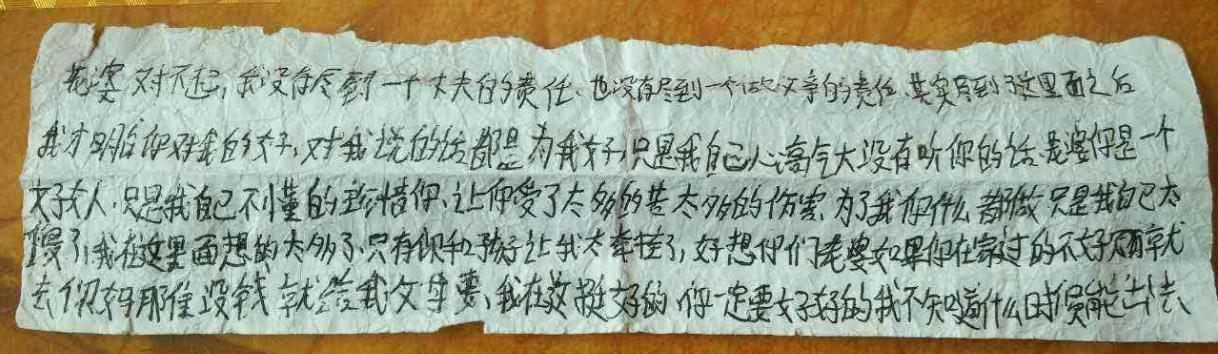 老婆对不起，我没有尽到了一个丈夫的责任、也没有尽到一个做父亲的责任、其实见到了这里面之后
我才明白你对我的好，对我说的话都是为我好，只是我自己心高气大没有听你的话老婆你是一个
好女人，只是我自己不懂的珍惜你、让你受了太多的苦太多的伤害、为了我你什么都做只是我自己太
傻了，我在这里面想的太多了、只有你和孩子让我太牵挂了，好想你们老婆如果你在家过的不好就
去你妈那住没钱就给我父母要、我在这挺好的、你一定要好好的我不知道什么时候能出去、